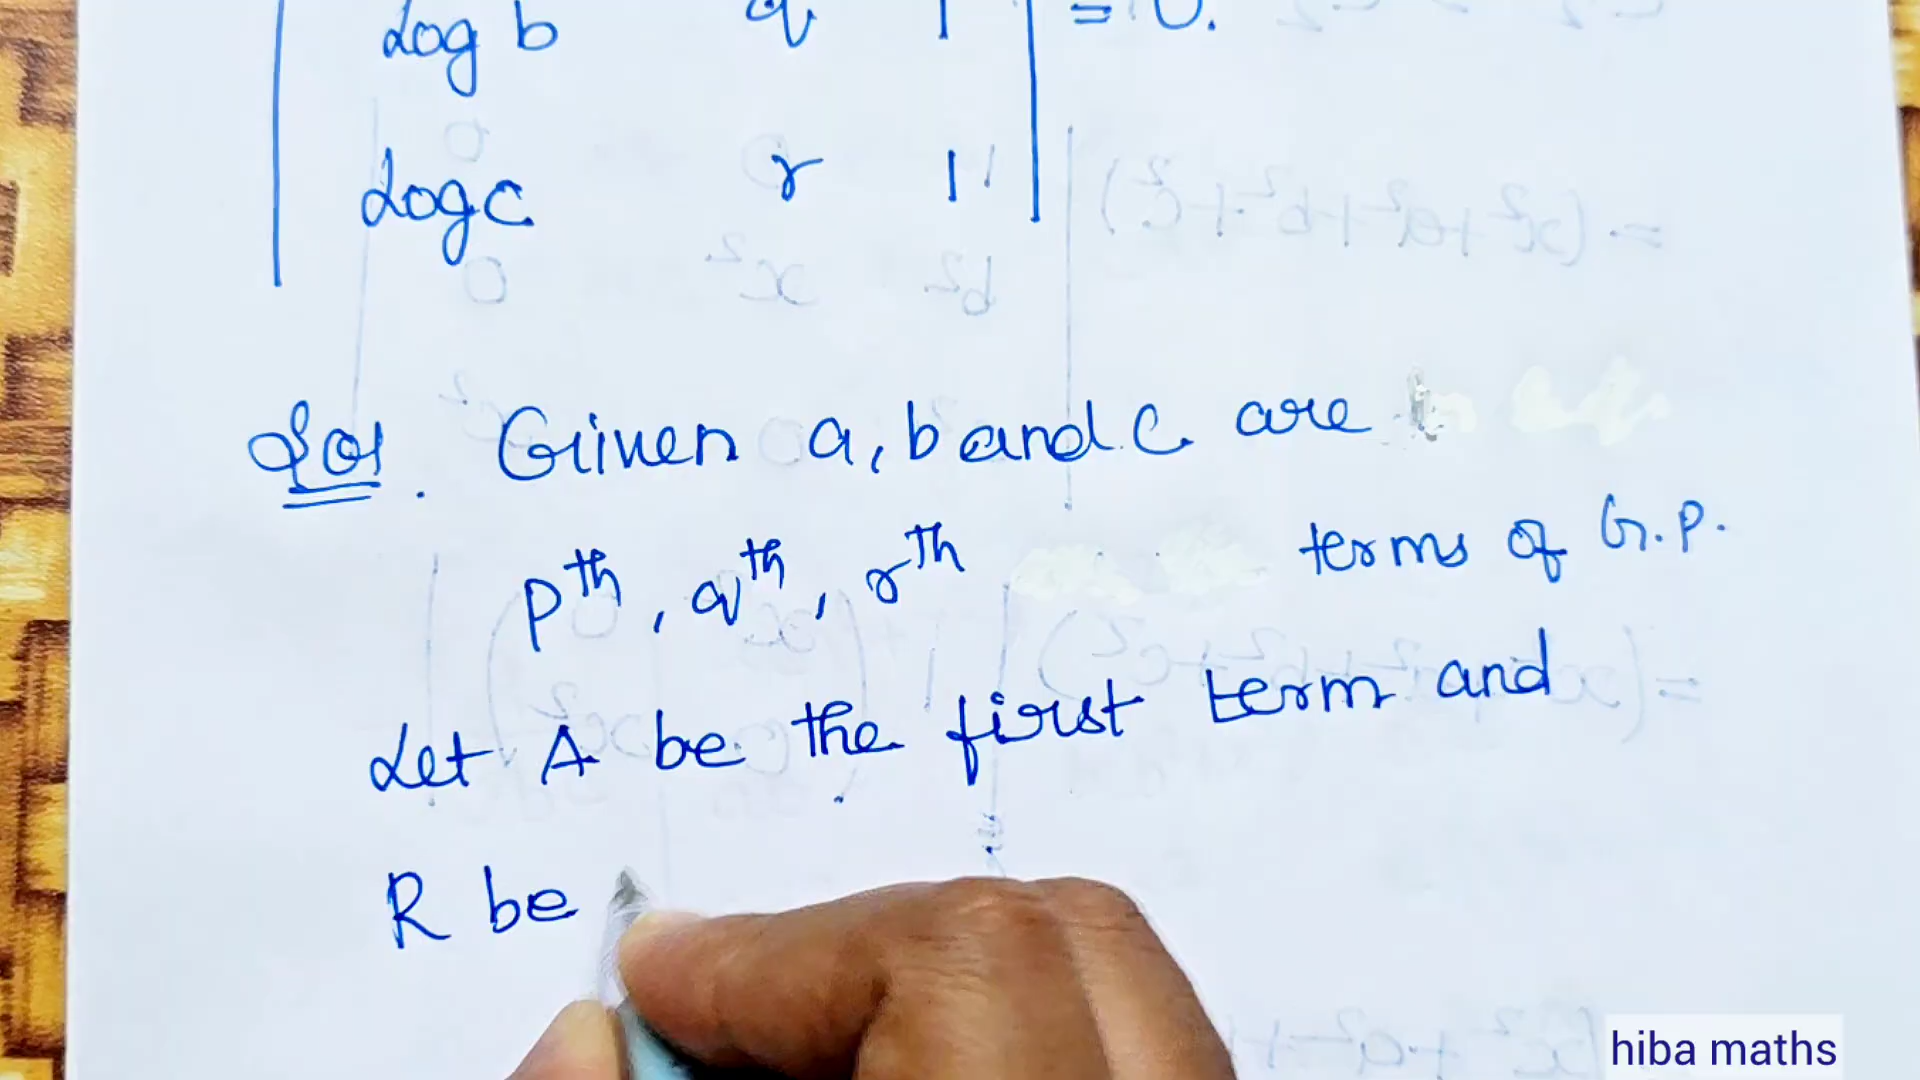 Log b q 1 = 0.
Log c r 1
Sol. Given a, b and c are
pth, qth, rth terms of G.P.
Let A be the first term and
R be
hiba maths